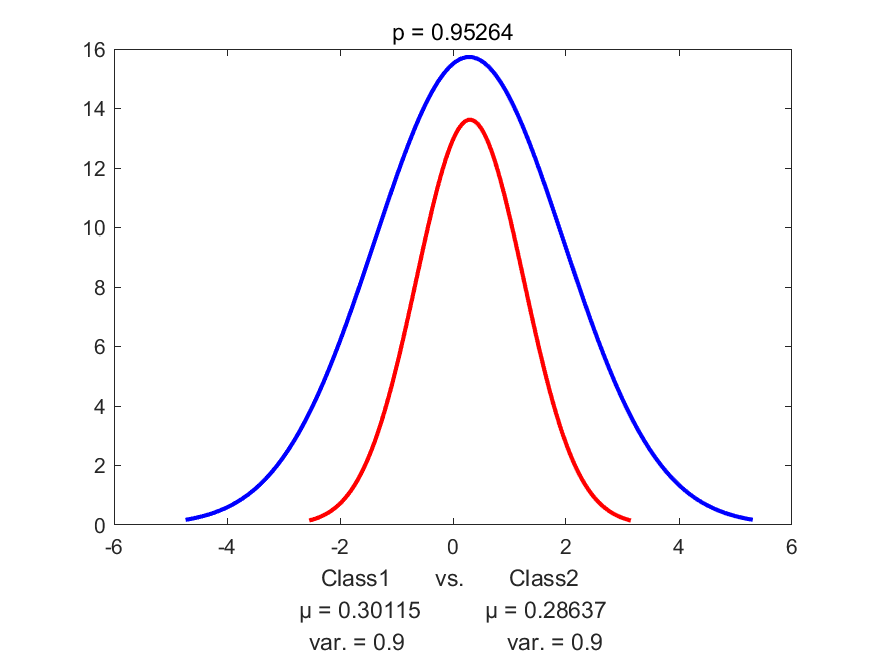 p = 0.95264
16
14
12
10
8
6
4
2
0
-6 -4 -2 0 2 4 6
Class1 vs. Class2
μ = 0.30115 μ = 0.28637
var. = 0.9 var. = 0.9